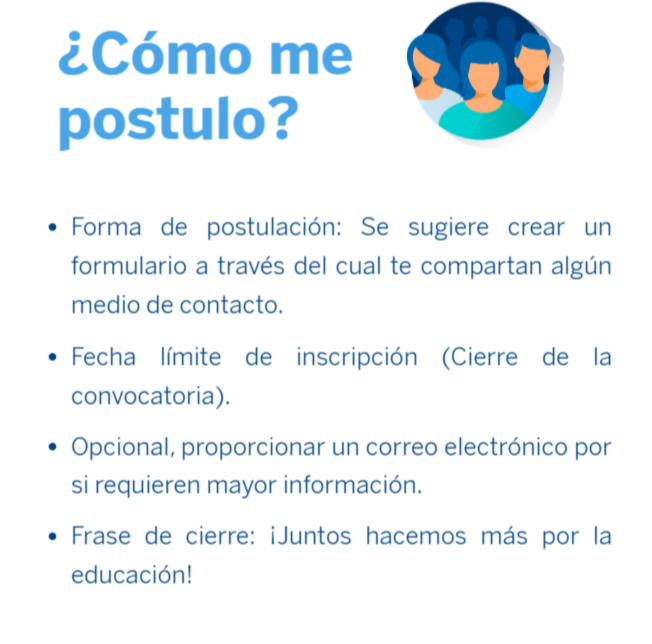 ¿Cómo me
postulo?
• Forma de postulación: Se sugiere crear un
formulario a través del cual te compartan algún
medio de contacto.
• Fecha límite de inscripción (Cierre de la
convocatoria).
• Opcional, proporcionar un correo electrónico por
si requieren mayor información.
• Frase de cierre: ¡Juntos hacemos más por la
educación!